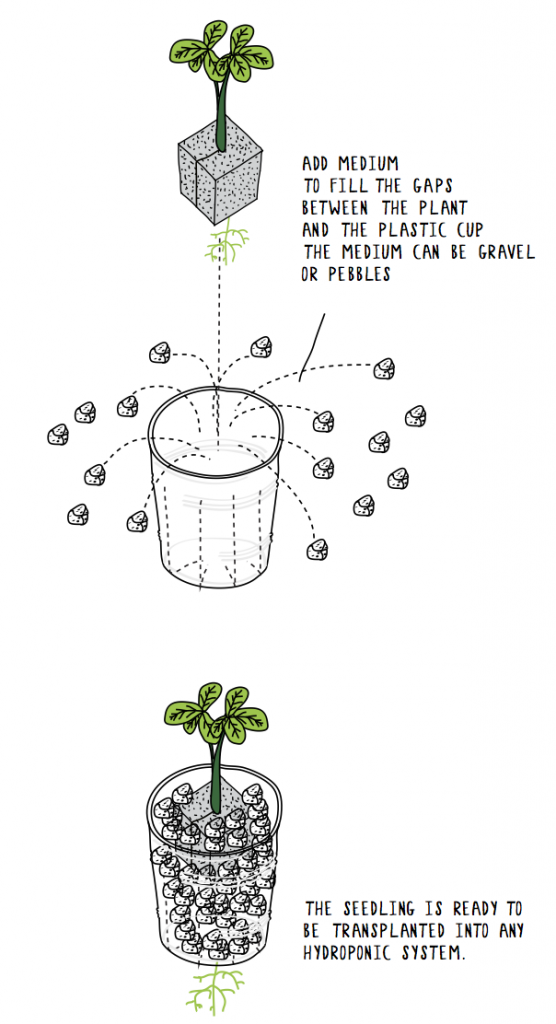 ADD MEDIUM
TO FILL THE GAPS
BETWEEN THE PLANT
AND THE PLASTIC CUP
THE MEDIUM CAN BE GRAVEL
OR PEBBLES
THE SEEDLING IS READY TO
BE TRANSPLANTED INTO ANY
HYDROPONIC SYSTEM.